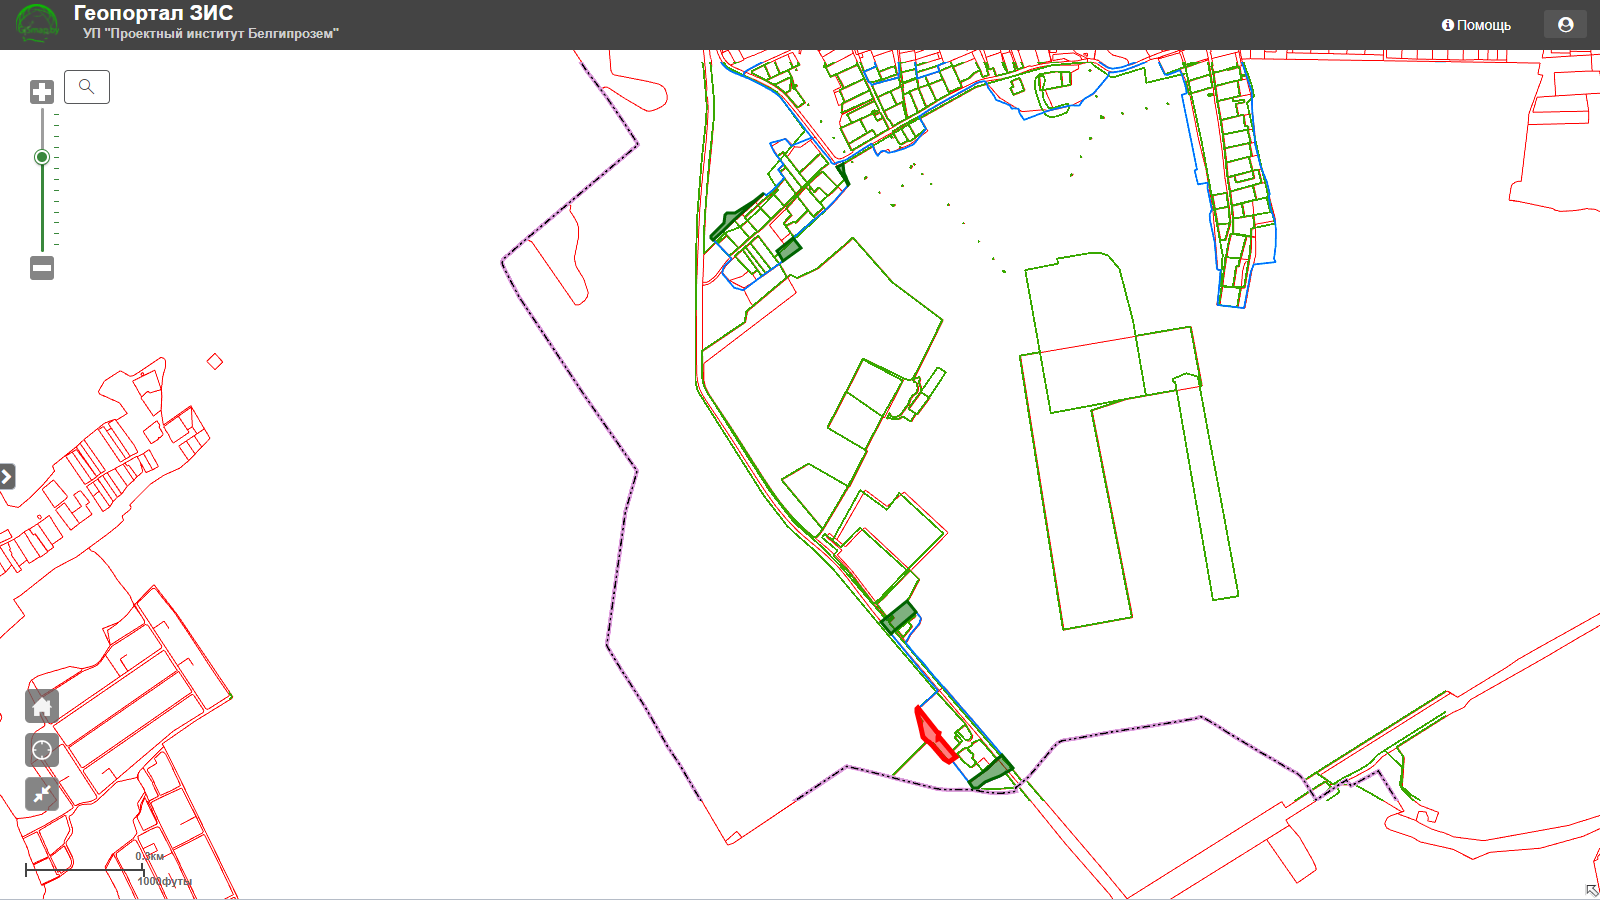 Геопортал ЗИС
УП "Проектный институт Белгипрозем"
Помощь
0.3км
1000футы